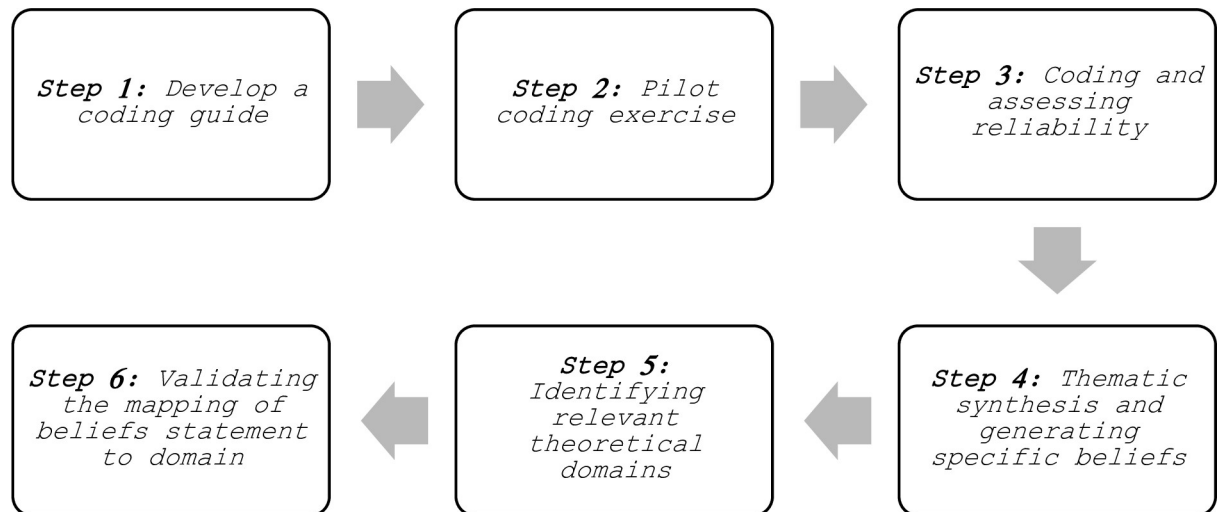 Step 1: Develop a
coding guide
Step 2: Pilot
coding exercise
Step 3: Coding and
assessing
reliability
Step 4: Thematic
synthesis and
generating
specific beliefs
Step 5:
Identifying
relevant
theoretical
domains
Step 6: Validating
the mapping of
beliefs statement
to domain